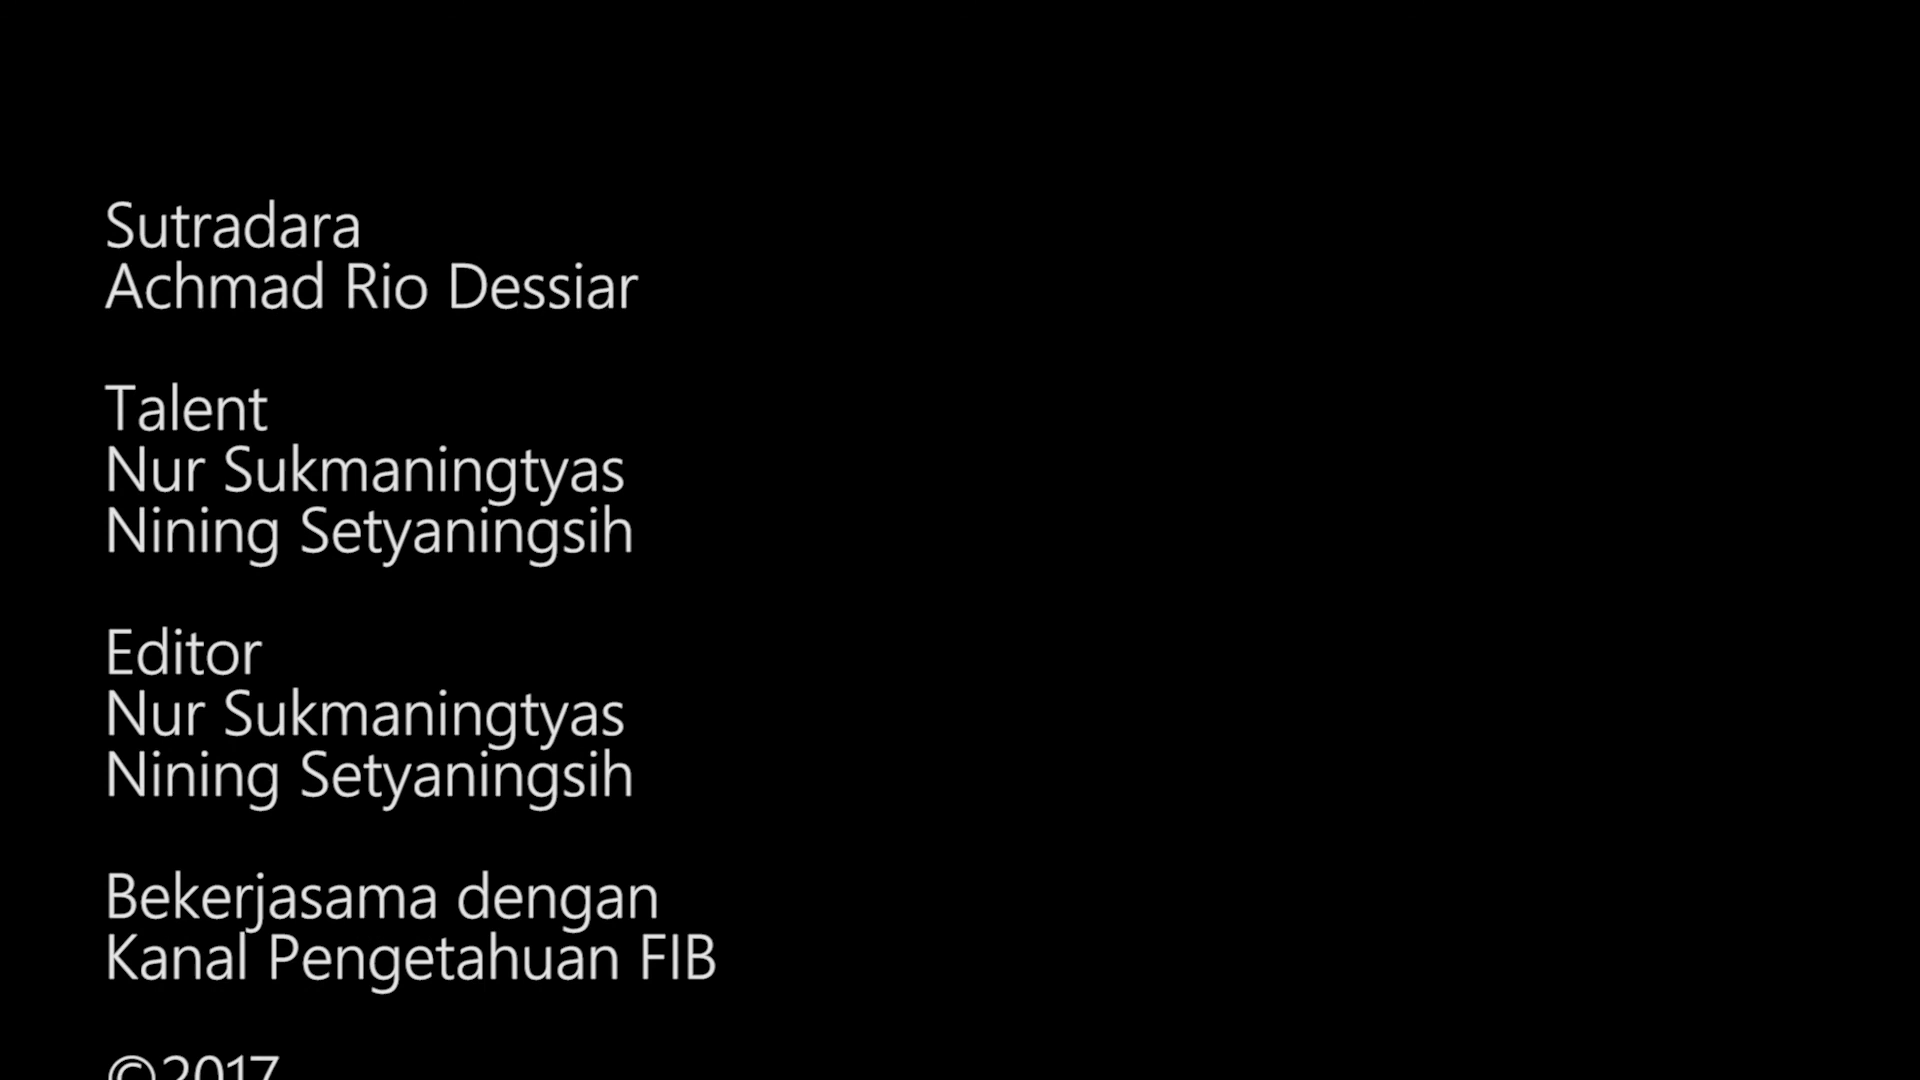 Sutradara
Achmad Rio Dessiar
Talent
Nur Sukmaningtyas
Nining Setyaningsih
Editor
Nur Sukmaningtyas
Nining Setyaningsih
Bekerjasama dengan
Kanal Pengetahuan FIB
©2017